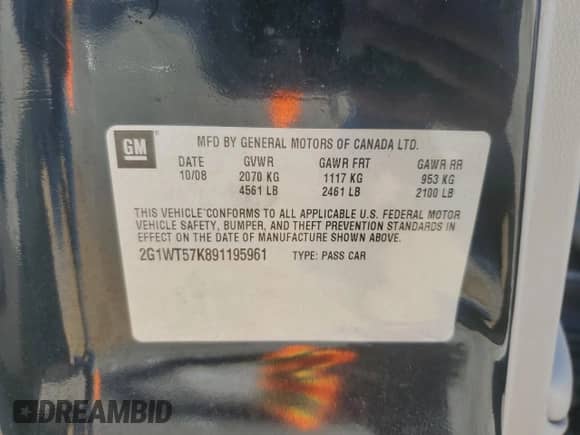 GM
MFD BY GENERAL MOTORS OF CANADA LTD.
DATE GVWR GAWR FRT GAWR RR
10/08 2070 KG 1117 KG 953 KG
4561 LB 2461 LB 2100 LB
THIS VEHICLE CONFORMS TO ALL APPLICABLE U.S. FEDERAL MOTOR
VEHICLE SAFETY, BUMPER, AND THEFT PREVENTION STANDARDS IN
EFFECT ON THE DATE OF MANUFACTURE SHOWN ABOVE.
2G1WT57K891195961 TYPE: PASS CAR
DREAMBID